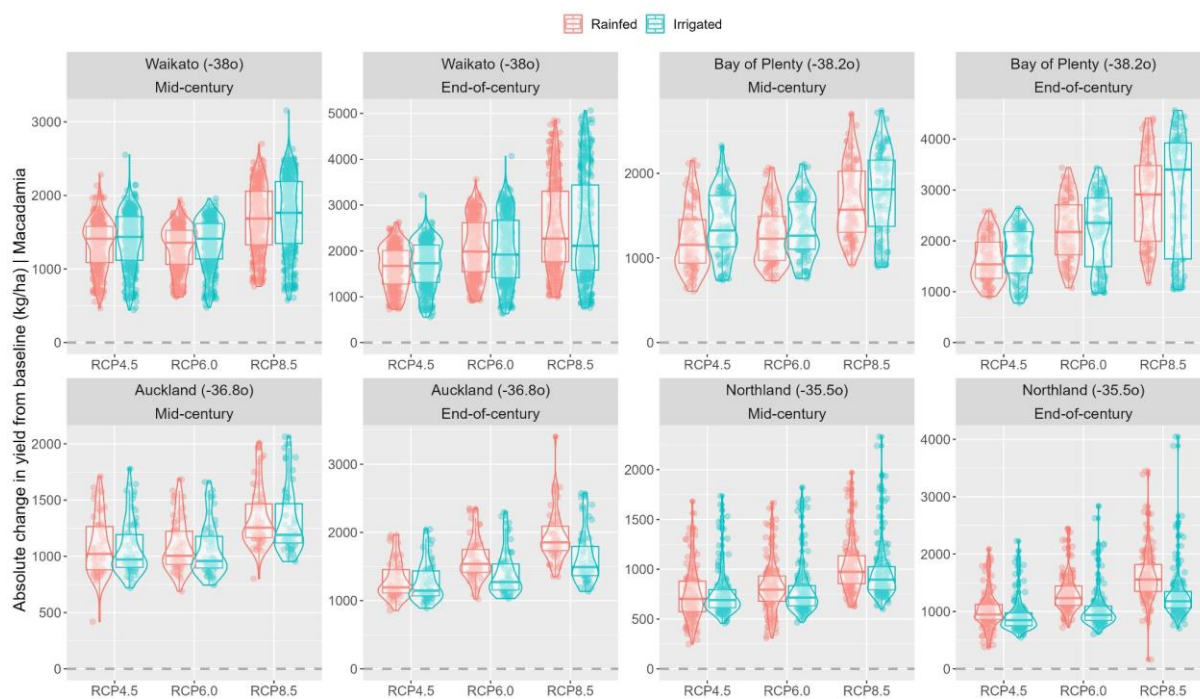 Rainfed Irrigated
Absolute change in yield from baseline (kg/ha) | Macadamia
Waikato (-38o)
Mid-century
3000
2000
1000
0
RCP4.5 RCP6.0 RCP8.5
Waikato (-38o)
End-of-century
5000
4000
3000
2000
1000
0
RCP4.5 RCP6.0 RCP8.5
Bay of Plenty (-38.2o)
Mid-century
2000
1000
0
RCP4.5 RCP6.0 RCP8.5
Bay of Plenty (-38.2o)
End-of-century
4000
3000
2000
1000
0
RCP4.5 RCP6.0 RCP8.5
Auckland (-36.8o)
Mid-century
2000
1500
1000
500
0
RCP4.5 RCP6.0 RCP8.5
Auckland (-36.8o)
End-of-century
3000
2000
1000
0
RCP4.5 RCP6.0 RCP8.5
Northland (-35.5o)
Mid-century
2000
1500
1000
500
0
RCP4.5 RCP6.0 RCP8.5
Northland (-35.5o)
End-of-century
4000
3000
2000
1000
0
RCP4.5 RCP6.0 RCP8.5